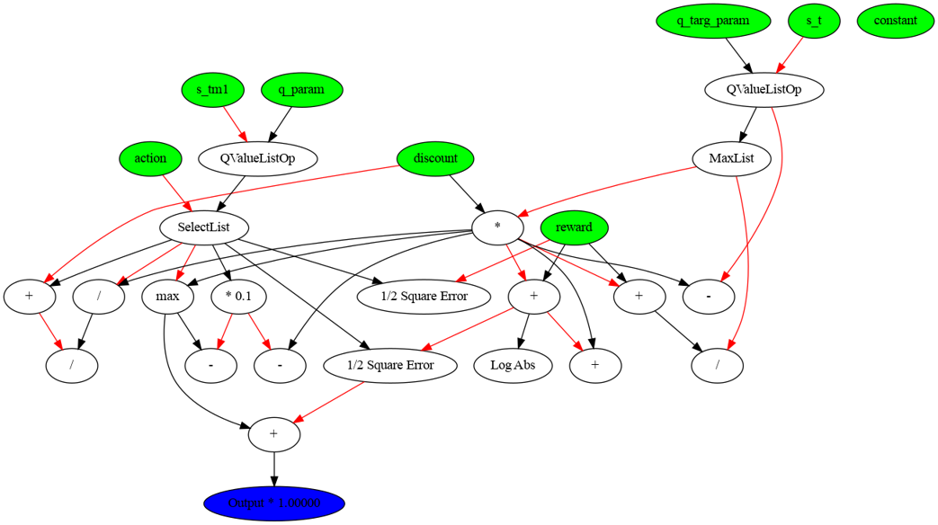 q_targ_param
s_t
constant
s_tm1
q_param
QValueListOp
action
QValueListOp
discount
MaxList
SelectList
*
reward
+
/
max
* 0.1
1/2 Square Error
+
+
-
/
-
-
1/2 Square Error
Log Abs
+
/
+
Output * 1.00000